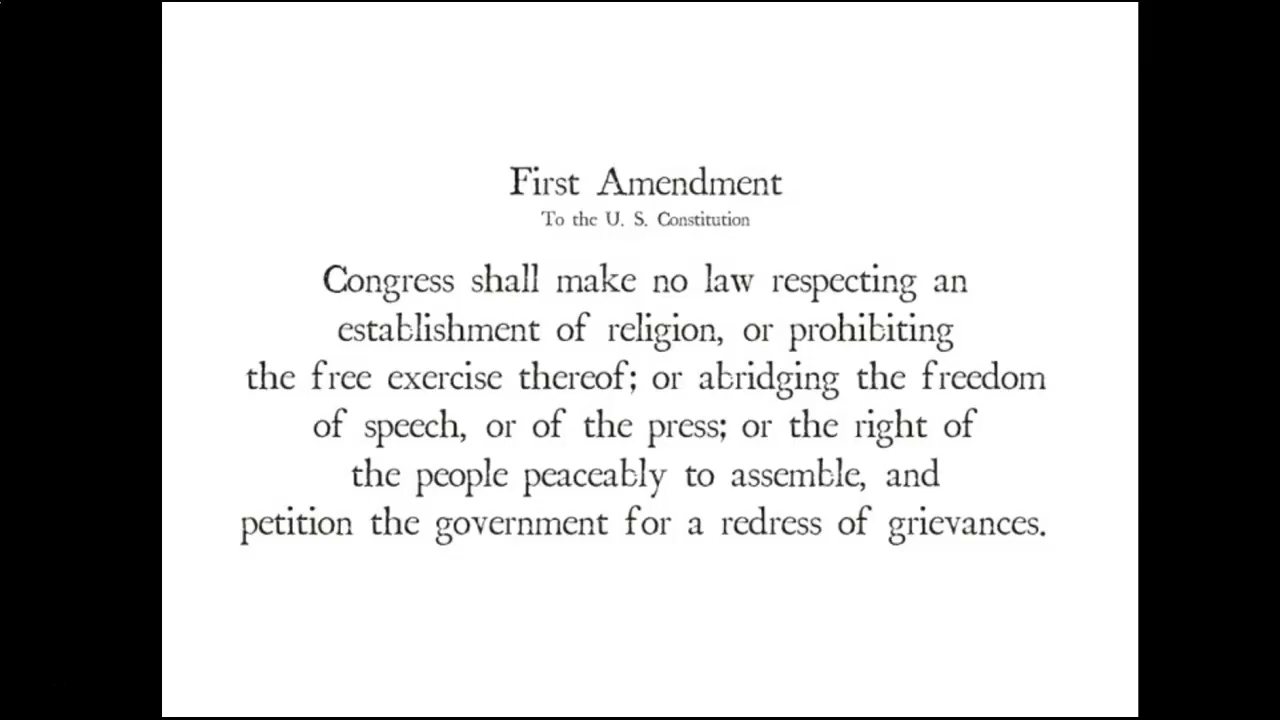 First Amendment
To the U. S. Constitution
Congress shall make no law respecting an
establishment of religion, or prohibiting
the free exercise thereof; or abridging the freedom
of speech, or of the press; or the right of
the people peaceably to assemble, and
petition the government for a redress of grievances.